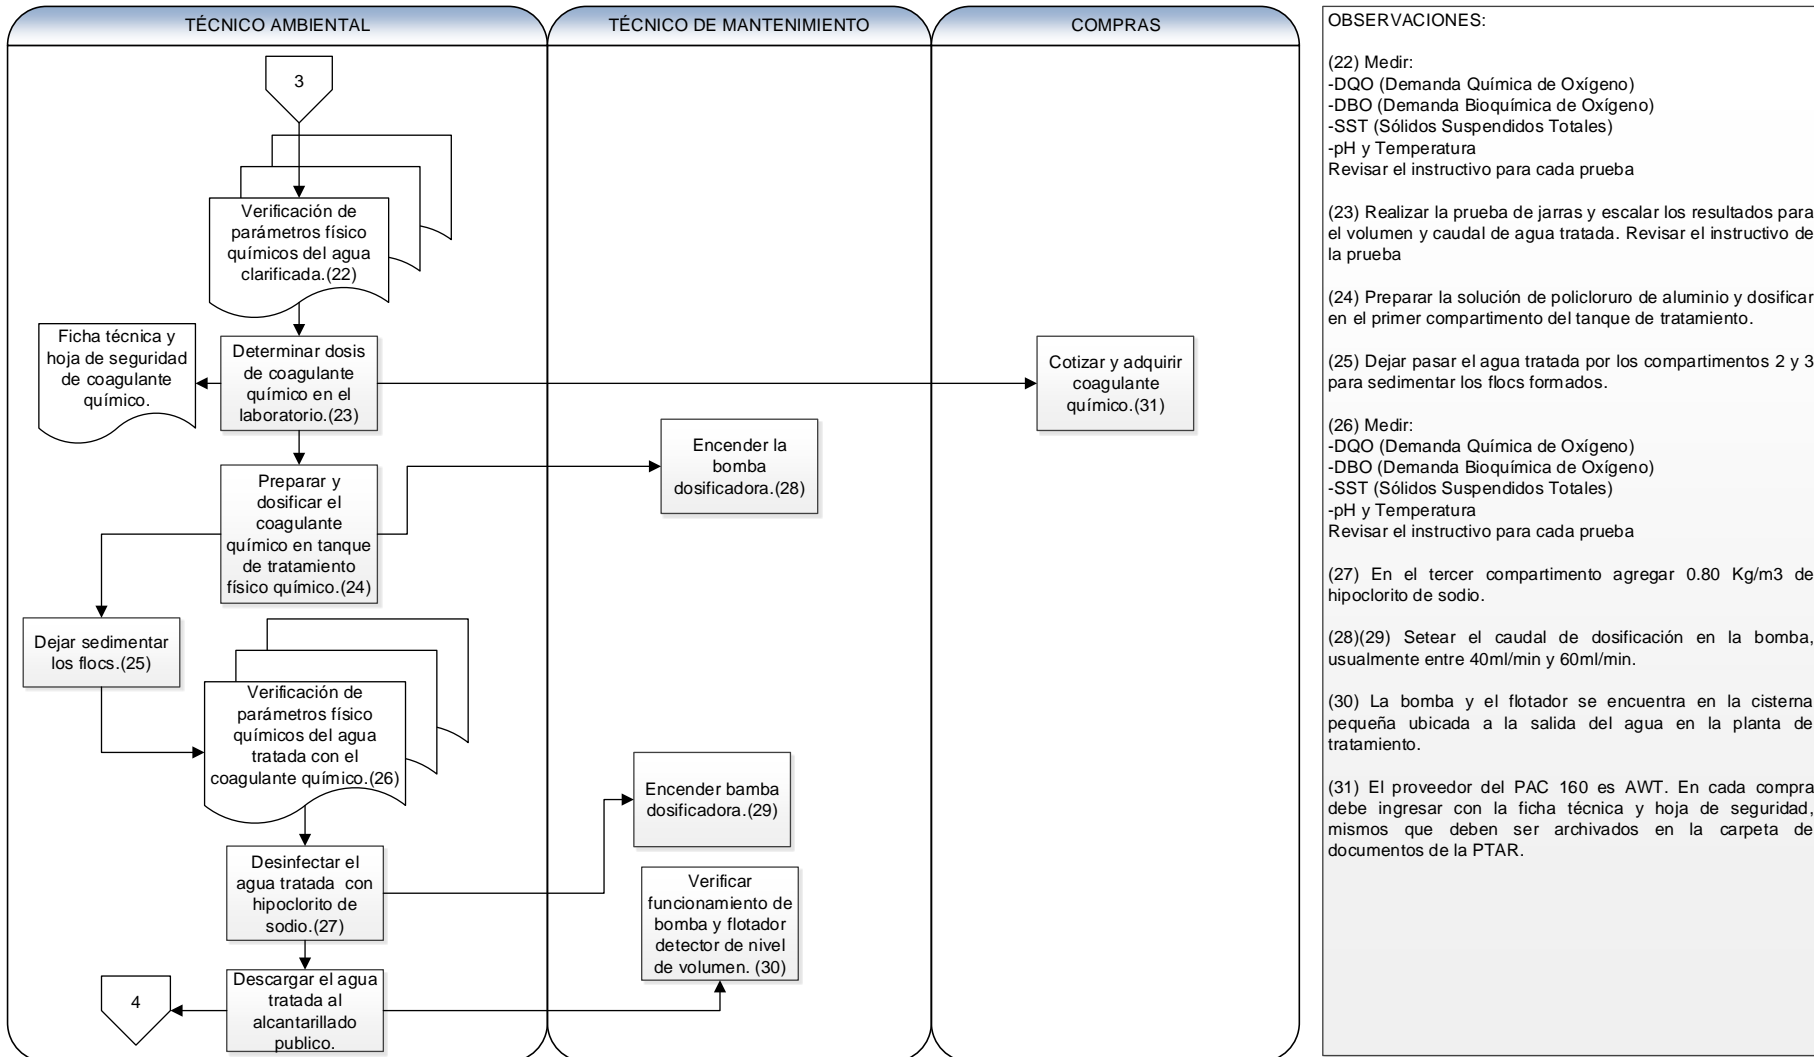 TÉCNICO AMBIENTAL
TÉCNICO DE MANTENIMIENTO
COMPRAS
3
Verificación de
parámetros físico
químicos del agua
clarificada.(22)
Ficha técnica y
hoja de seguridad
de coagulante
químico.
Determinar dosis
de coagulante
químico en el
laboratorio.(23)
Cotizar y adquirir
coagulante
químico.(31)
Encender la
bomba
dosificadora.(28)
Preparar y
dosificar el
coagulante
químico en tanque
de tratamiento
físico químico.(24)
Dejar sedimentar
los flocs.(25)
Verificación de
parámetros físico
químicos del agua
tratada con el
coagulante químico.(26)
Encender bamba
dosificadora.(29)
Desinfectar el
agua tratada  con
hipoclorito de
sodio.(27)
Verificar
funcionamiento de
bomba y flotador
detector de nivel
de volumen. (30)
Descargar el agua
tratada al
alcantarillado
publico.
4
OBSERVACIONES:
(22) Medir:
-DQO (Demanda Química de Oxígeno)
-DBO (Demanda Bioquímica de Oxígeno)
-SST (Sólidos Suspendidos Totales)
-pH y Temperatura
Revisar el instructivo para cada prueba
(23) Realizar la prueba de jarras y escalar los resultados para
el volumen y caudal de agua tratada. Revisar el instructivo de
la prueba
(24) Preparar la solución de policloruro de aluminio y dosificar
en el primer compartimento del tanque de tratamiento.
(25) Dejar pasar el agua tratada por los compartimentos 2 y 3
para sedimentar los flocs formados.
(26) Medir:
-DQO (Demanda Química de Oxígeno)
-DBO (Demanda Bioquímica de Oxígeno)
-SST (Sólidos Suspendidos Totales)
-pH y Temperatura
Revisar el instructivo para cada prueba
(27) En el tercer compartimento agregar 0.80 Kg/m3 de
hipoclorito de sodio.
(28)(29) Setear el caudal de dosificación en la bomba,
usualmente entre 40ml/min y 60ml/min.
(30) La bomba y el flotador se encuentra en la cisterna
pequeña ubicada a la salida del agua en la planta de
tratamiento.
(31) El proveedor del PAC 160 es AWT. En cada compra
debe ingresar con la ficha técnica y hoja de seguridad,
mismos que deben ser archivados en la carpeta de
documentos de la PTAR.